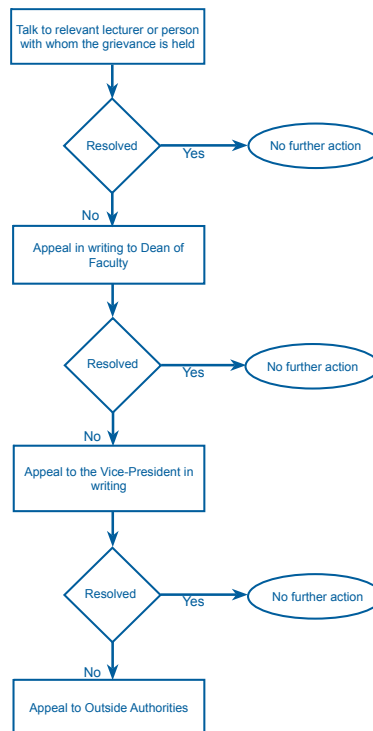 Talk to relevant lecturer or person
with whom the grievance is held
Resolved
Yes
No further action
No
Appeal in writing to Dean of
Faculty
Resolved
Yes
No further action
No
Appeal to the Vice-President in
writing
Resolved
Yes
No further action
No
Appeal to Outside Authorities